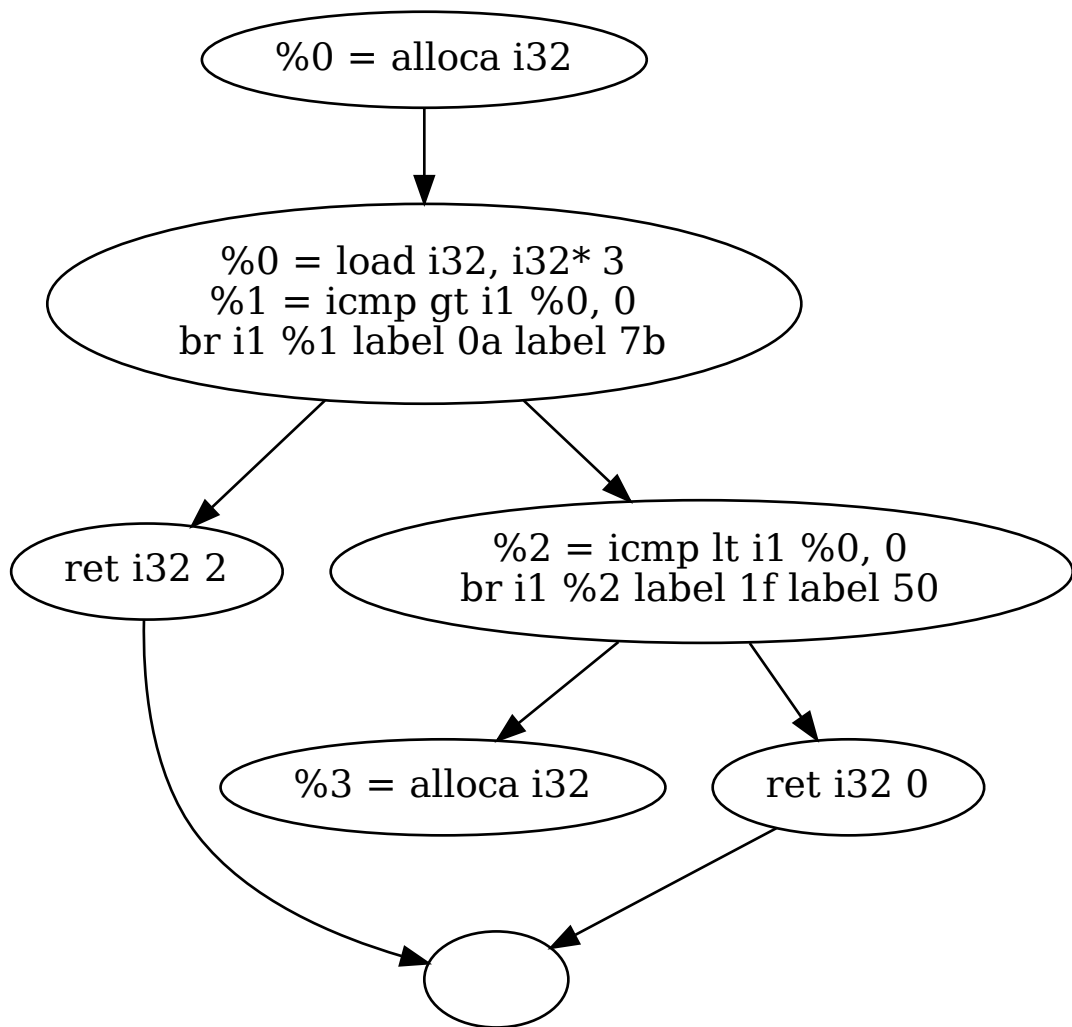 %0 = alloca i32
%0 = load i32, i32* 3
%1 = icmp gt i1 %0, 0
br i1 %1 label 0a label 7b
ret i32 2
%2 = icmp lt i1 %0, 0
br i1 %2 label 1f label 50
%3 = alloca i32
ret i32 0